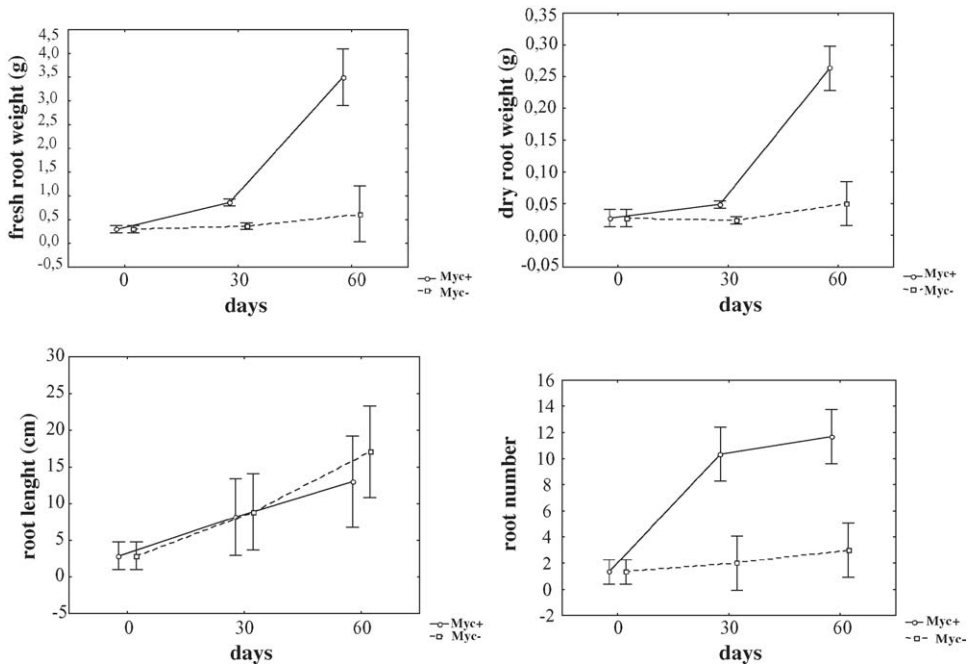 fresh root weight (g)
4,5
4,0
3,5
3,0
2,5
2,0
1,5
1,0
0,5
0,0
-0,5
0 30 60
days
Myc+
Myc-
dry root weight (g)
0,35
0,30
0,25
0,20
0,15
0,10
0,05
0,00
-0,05
0 30 60
days
Myc+
Myc-
root lenght (cm)
30
25
20
15
10
5
0
-5
0 30 60
days
Myc+
Myc-
root number
16
14
12
10
8
6
4
2
0
-2
0 30 60
days
Myc+
Myc-